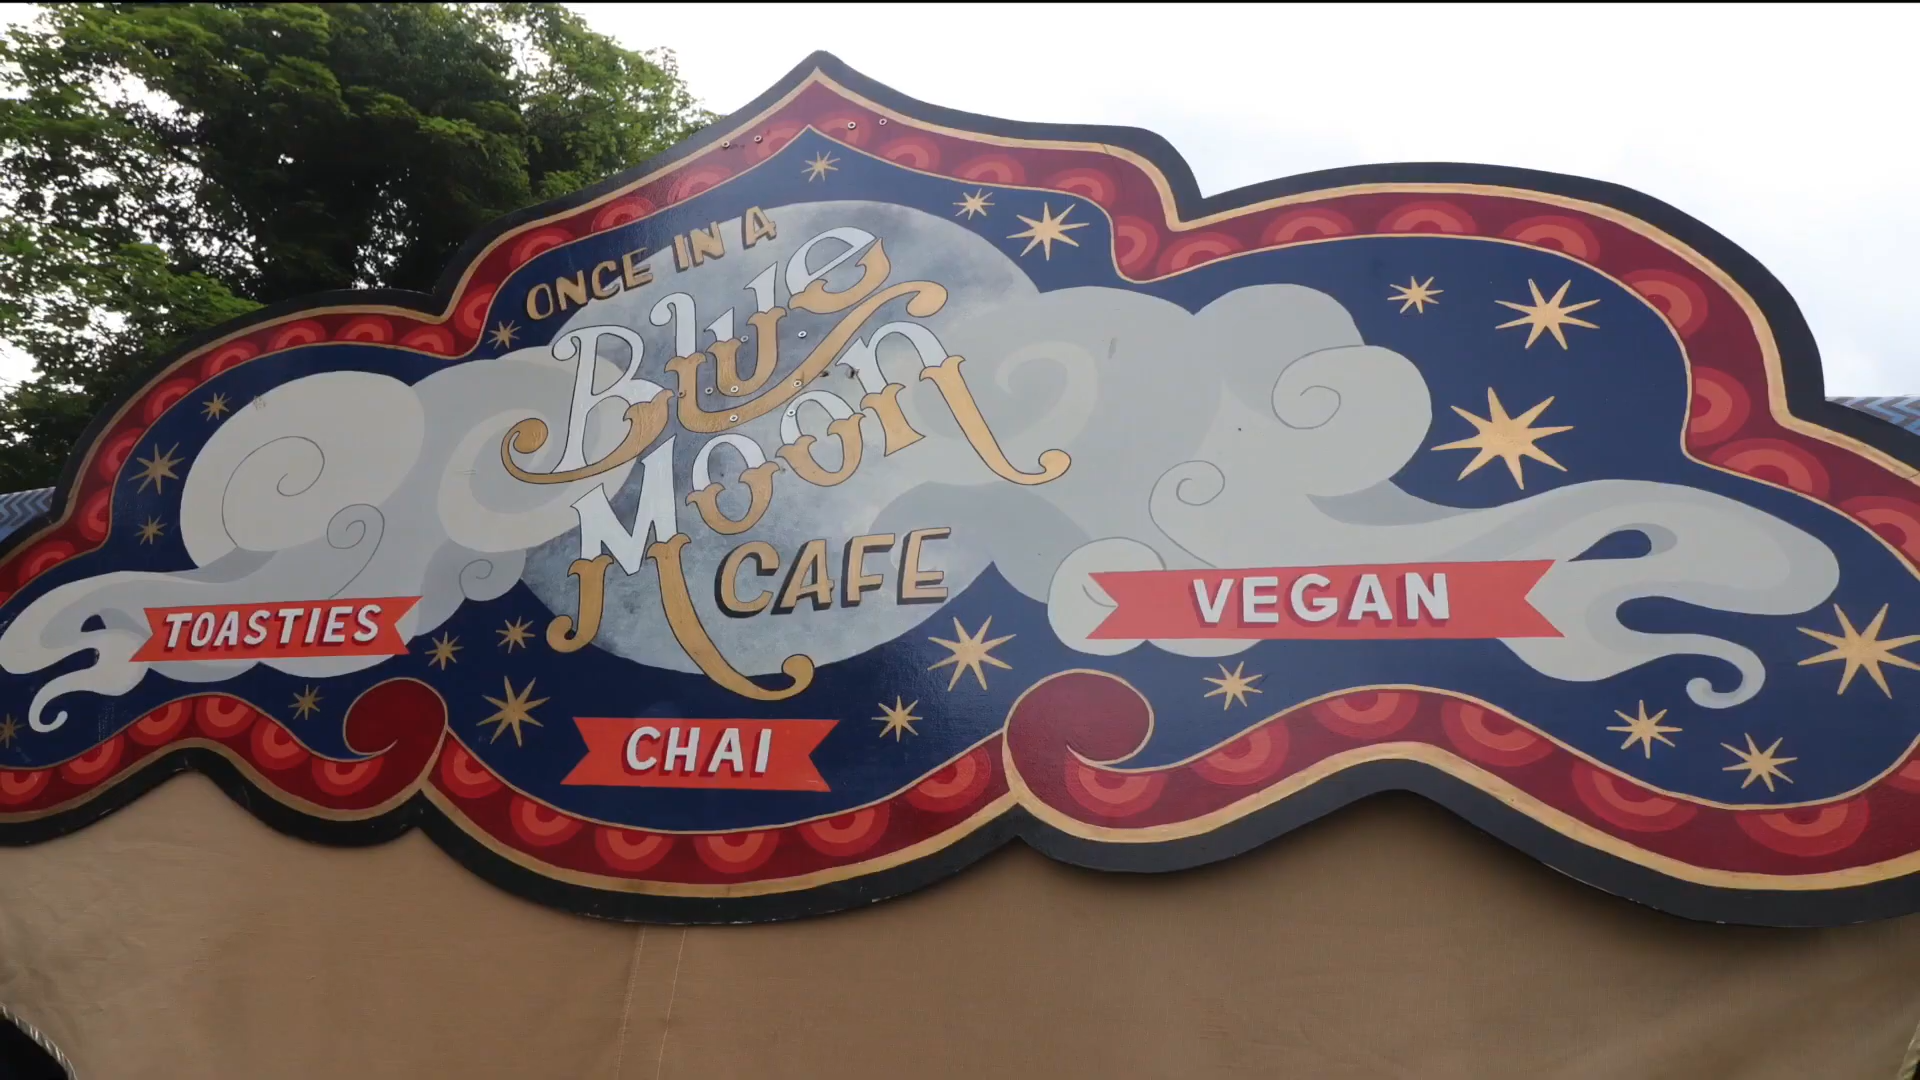 ONCE IN A
Blue
Moon
CAFE
TOASTIES
VEGAN
CHAI